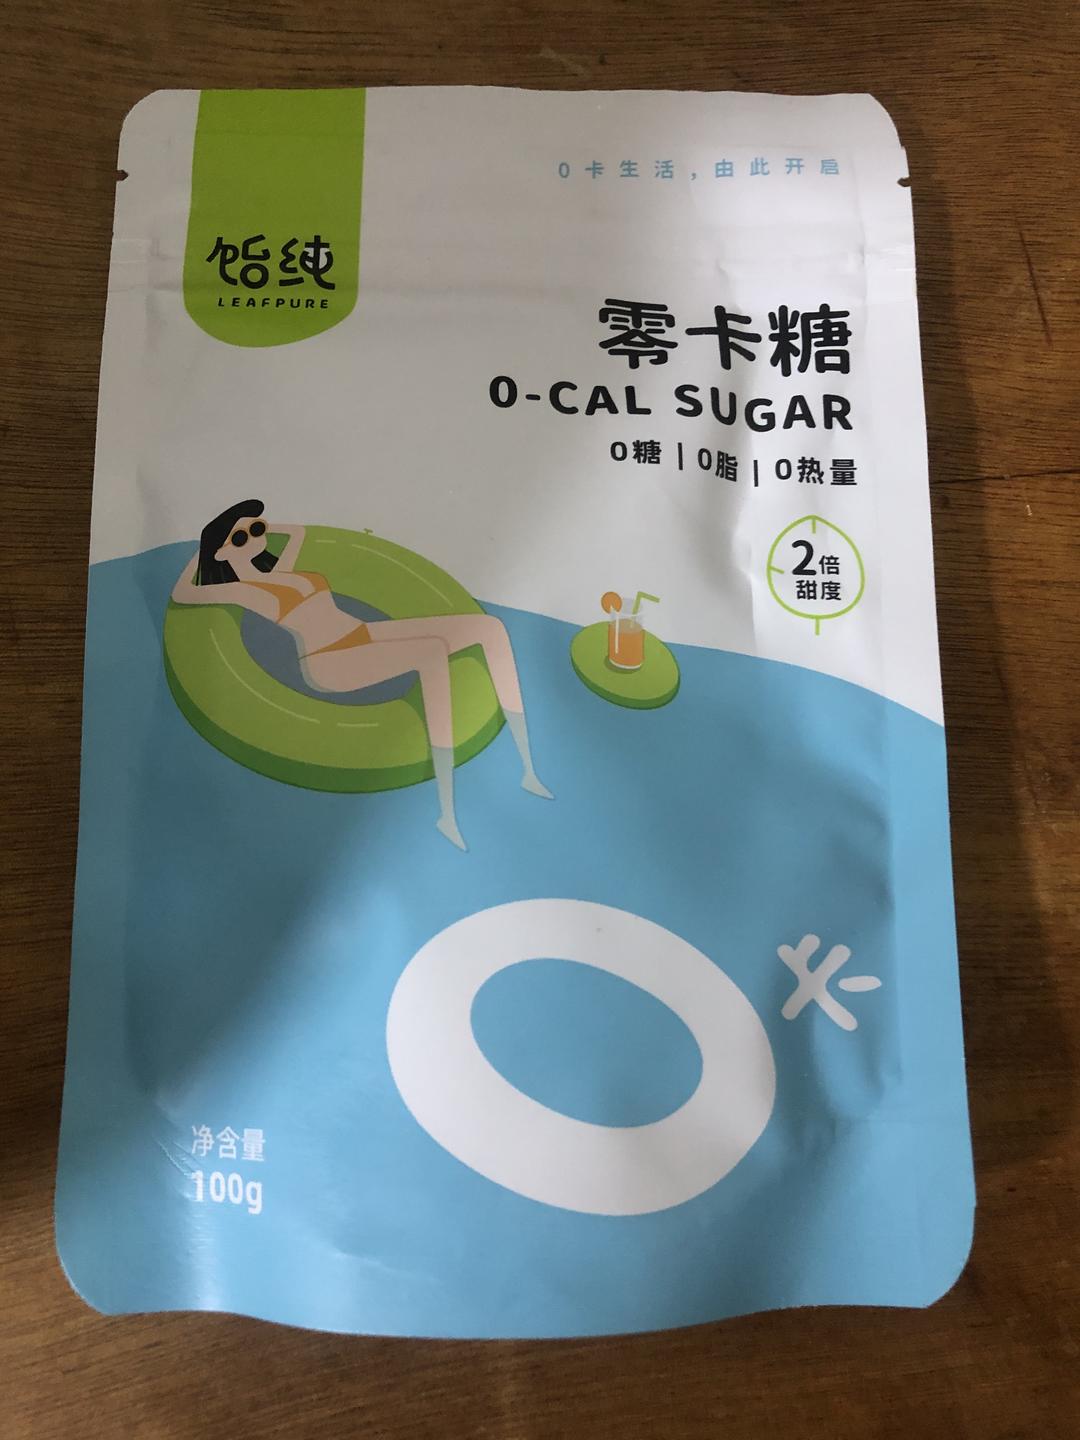 0卡生活，由此开启
饴纯
LEAFPURE
零卡糖
0-CAL SUGAR
0糖 | 0脂 | 0热量
2倍
甜度
0
卡
净含量
100g